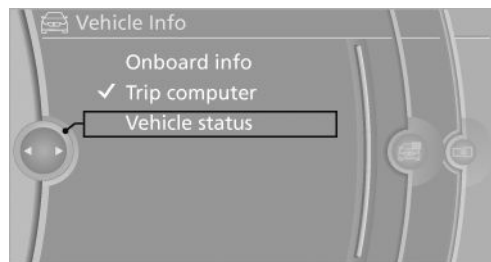 Vehicle Info
Onboard info
Trip computer
Vehicle status